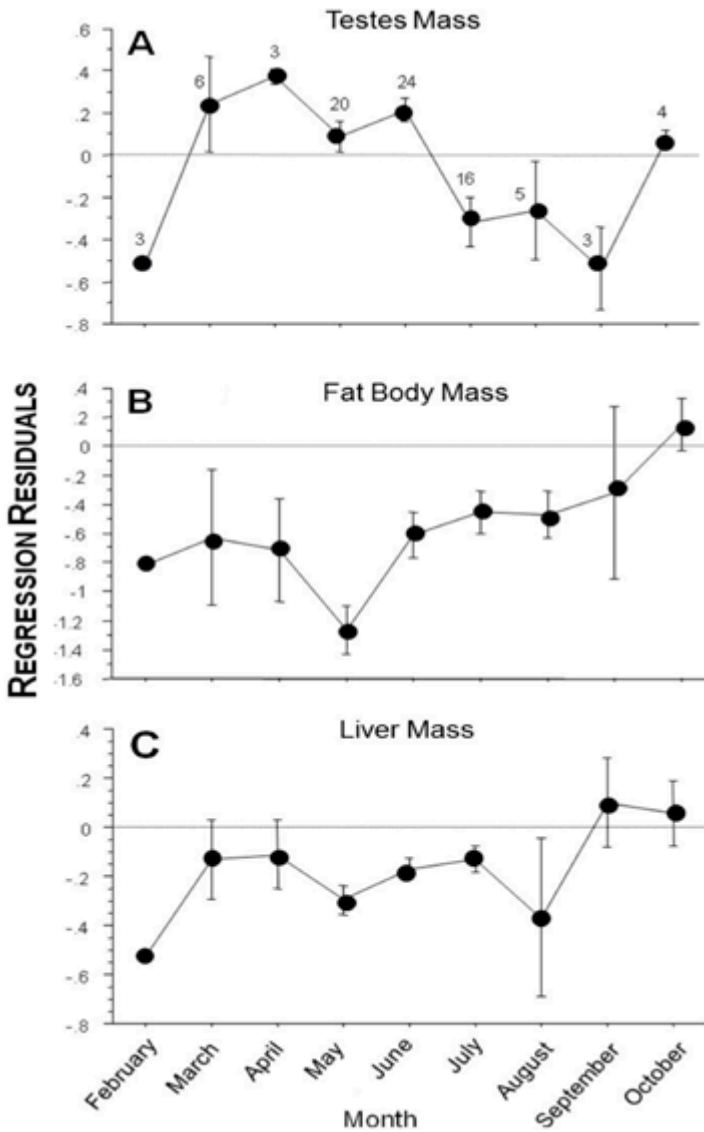 Testes Mass
A
.6
.4
.2
0
-.2
-.4
-.6
-.8
3
6
3
20
24
16
5
3
4
REGRESSION RESIDUALS
B
Fat Body Mass
.4
.2
0
-.2
-.4
-.6
-.8
-1
-1.2
-1.4
-1.6
C
Liver Mass
.4
.2
0
-.2
-.4
-.6
-.8
February
March
April
May
June
July
August
September
October
Month